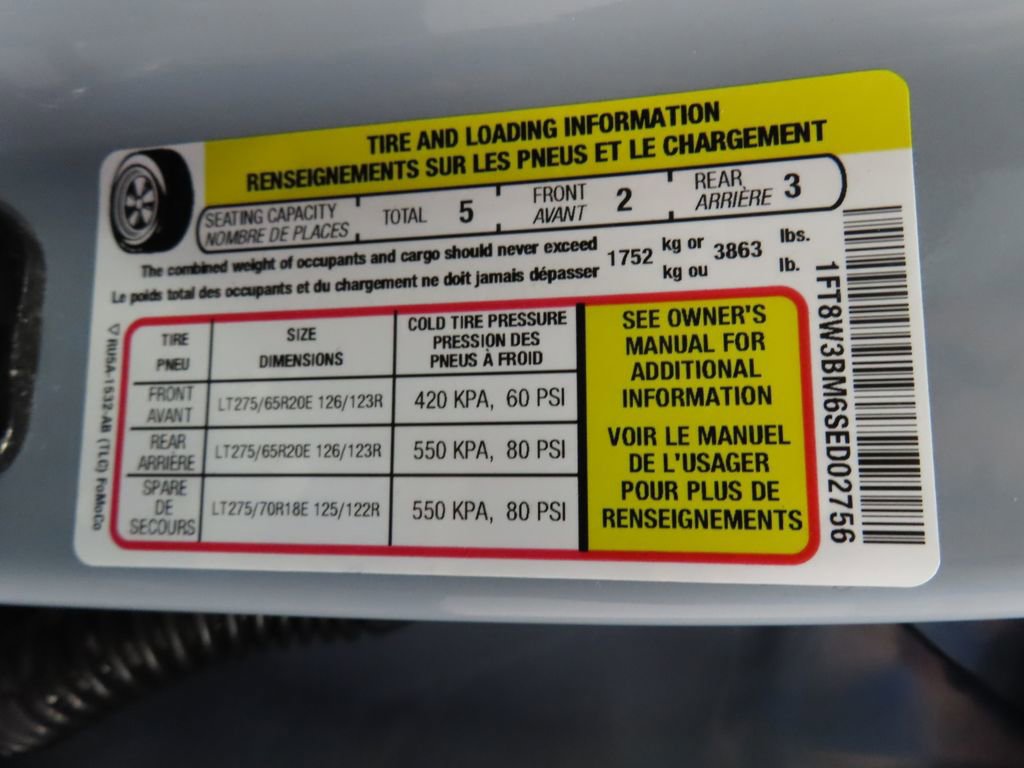 TIRE AND LOADING INFORMATION
RENSEIGNEMENTS SUR LES PNEUS ET LE CHARGEMENT
SEATING CAPACITY TOTAL 5 FRONT 2 REAR 3
NOMBRE DE PLACES AVANT ARRIÈRE
The combined weight of occupants and cargo should never exceed 1752 kg or 3863 lbs.
Le poids total des occupants et du chargement ne doit jamais dépasser kg ou lb.
TIRE
PNEU
SIZE
DIMENSIONS
COLD TIRE PRESSURE
PRESSION DES
PNEUS À FROID
FRONT
AVANT
LT275/65R20E 126/123R
420 KPA, 60 PSI
REAR
ARRIÈRE
LT275/65R20E 126/123R
550 KPA, 80 PSI
SPARE
DE
SECOURS
LT275/70R18E 125/122R
550 KPA, 80 PSI
SEE OWNER'S
MANUAL FOR
ADDITIONAL
INFORMATION
VOIR LE MANUEL
DE L'USAGER
POUR PLUS DE
RENSEIGNEMENTS
1FT8W3BM6SED02756
▽ RU5A-1532-AB (TLC) FoMoCo